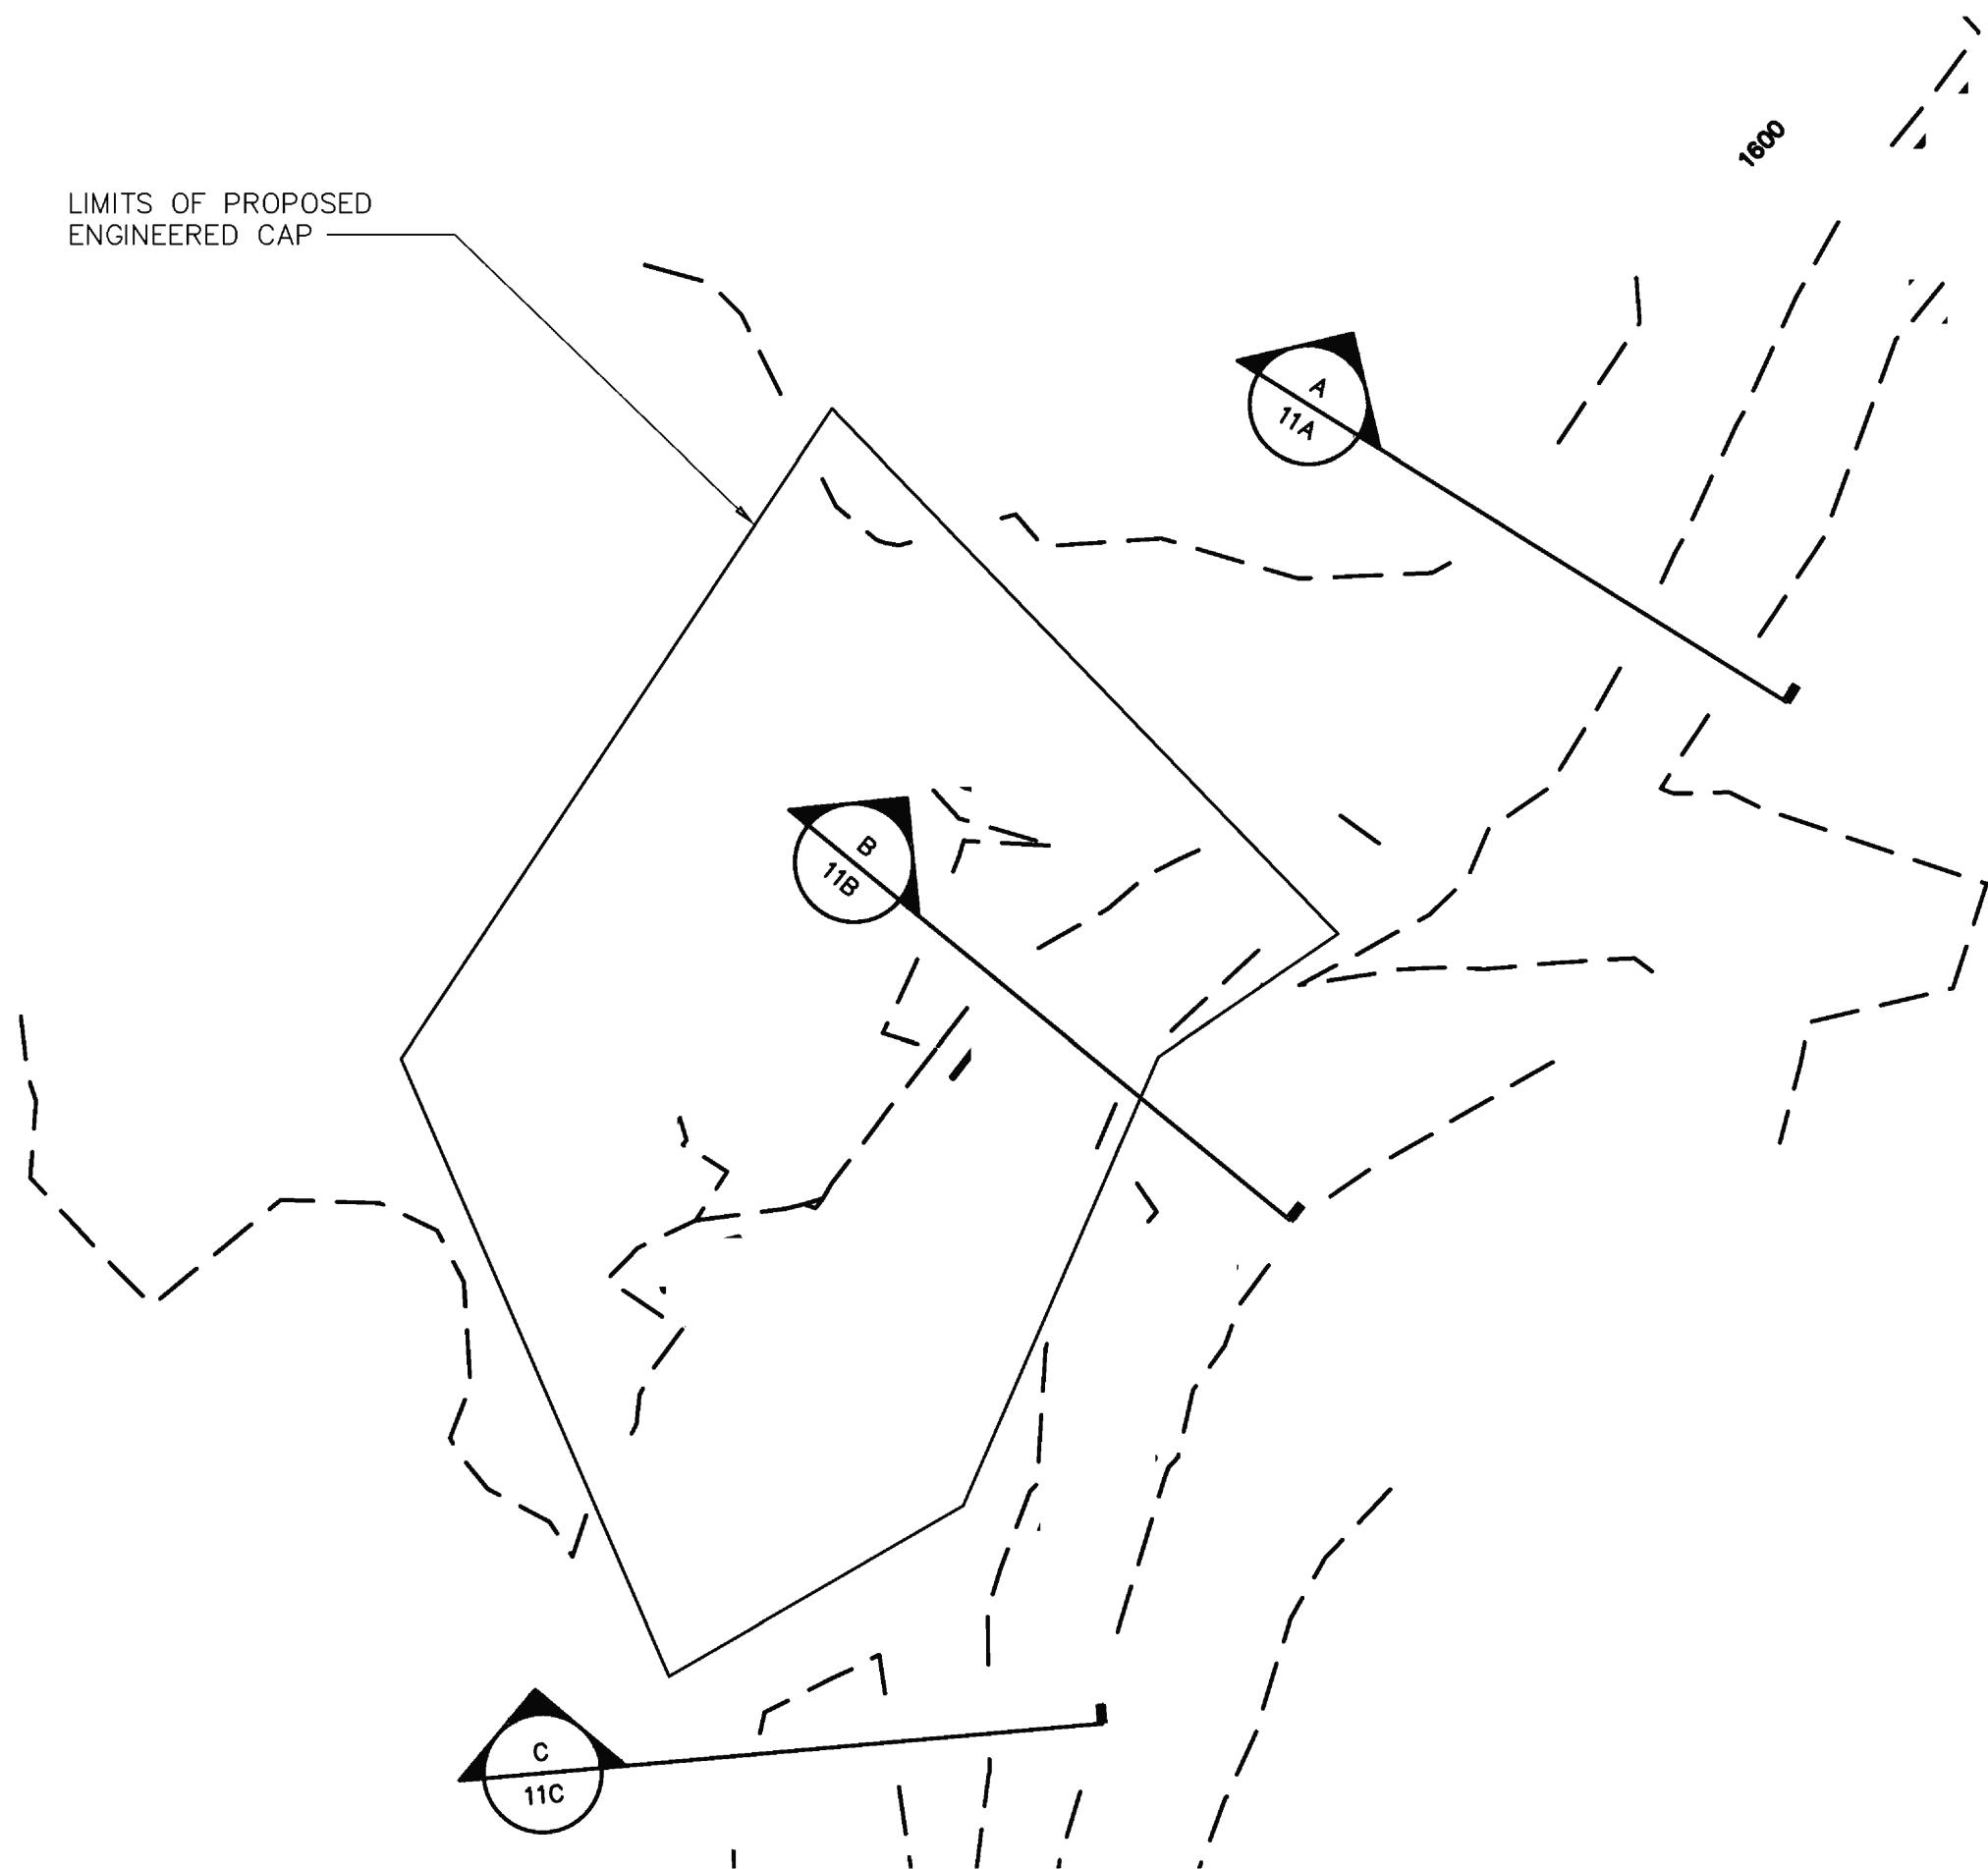 1600
LIMITS OF PROPOSED
ENGINEERED CAP
A
11A
B
11B
C
11C